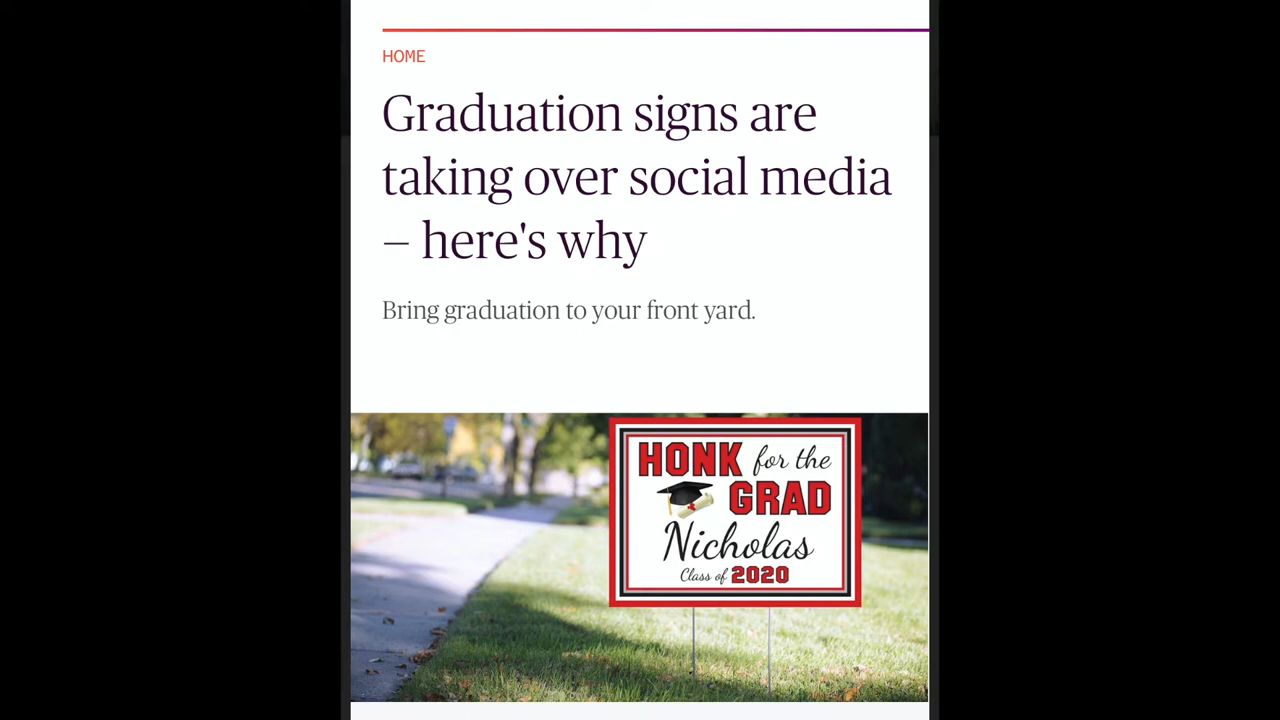 HOME
Graduation signs are
taking over social media
– here's why
Bring graduation to your front yard.
HONK for the
GRAD
Nicholas
Class of 2020